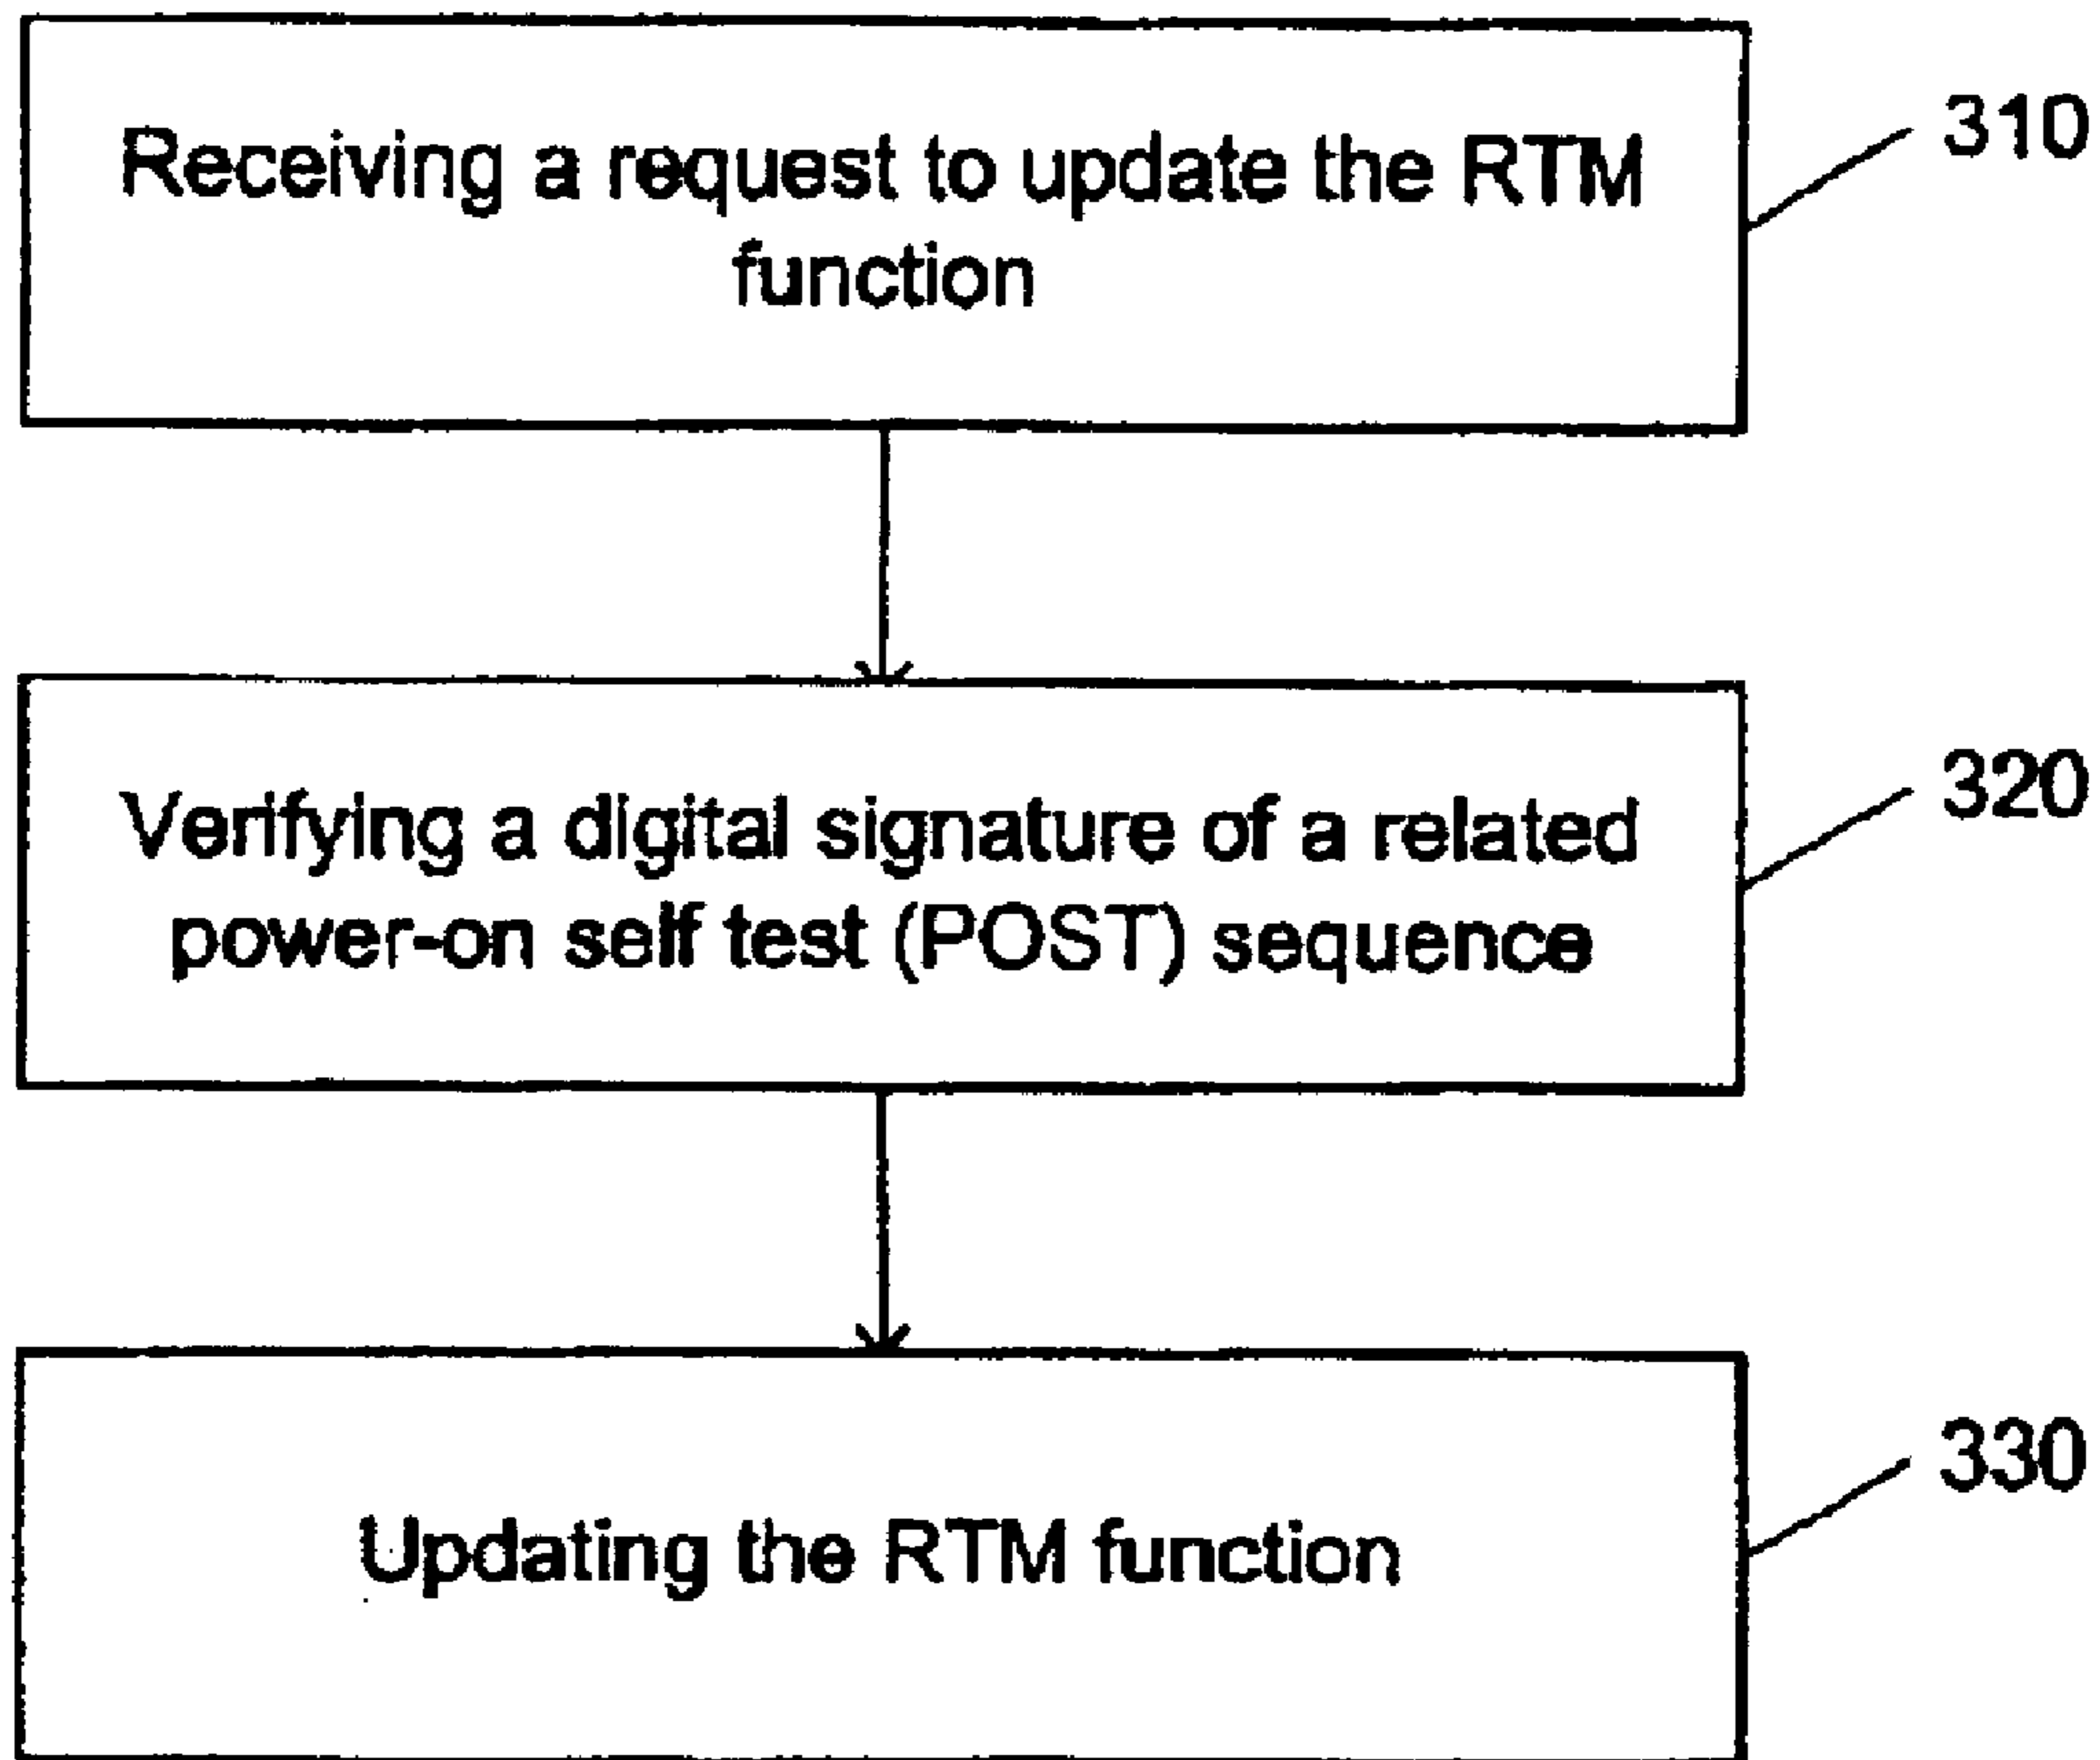 Receiving a request to update the RTM
function
310
Verifying a digital signature of a related
power-on self test (POST) sequence
320
Updating the RTM function
330